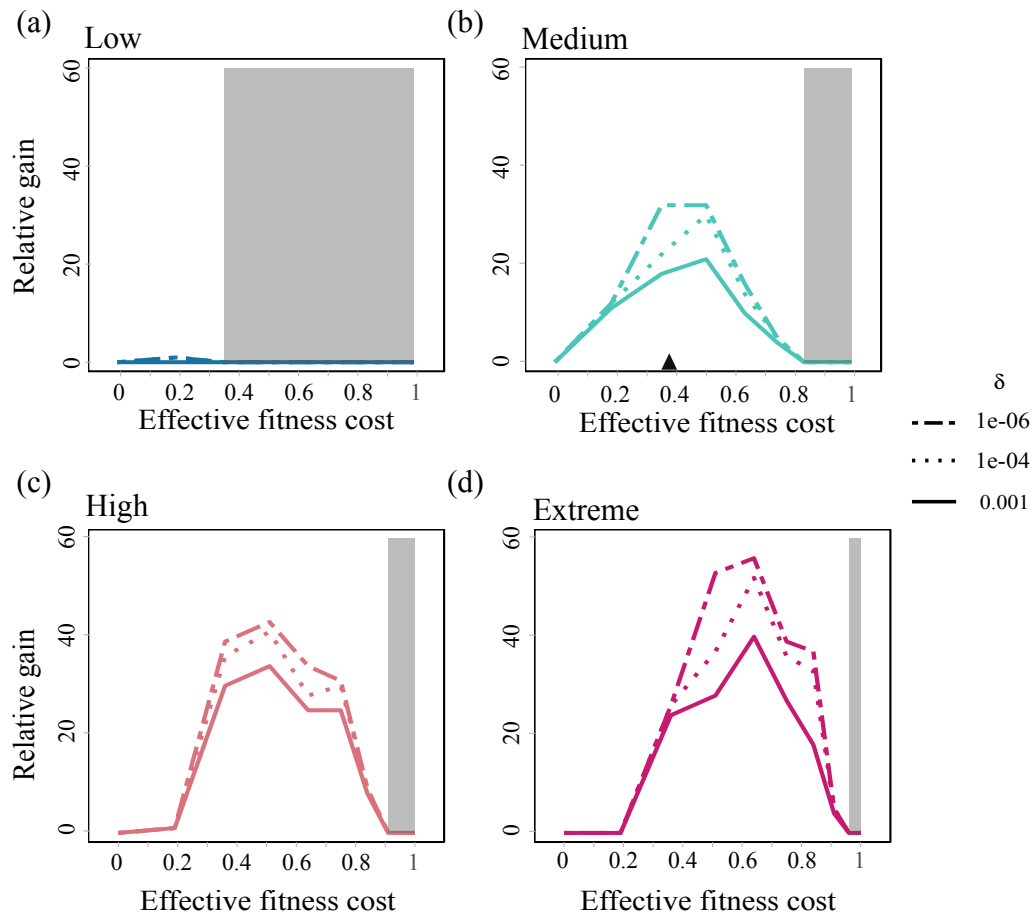 (a)
Low
60
40
20
0
Relative gain
0 0.2 0.4 0.6 0.8 1
Effective fitness cost
(b)
Medium
60
40
20
0
0 0.2 0.4 0.6 0.8 1
Effective fitness cost
δ
1e-06
1e-04
0.001
(c)
High
60
40
20
0
Relative gain
0 0.2 0.4 0.6 0.8 1
Effective fitness cost
(d)
Extreme
60
40
20
0
0 0.2 0.4 0.6 0.8 1
Effective fitness cost